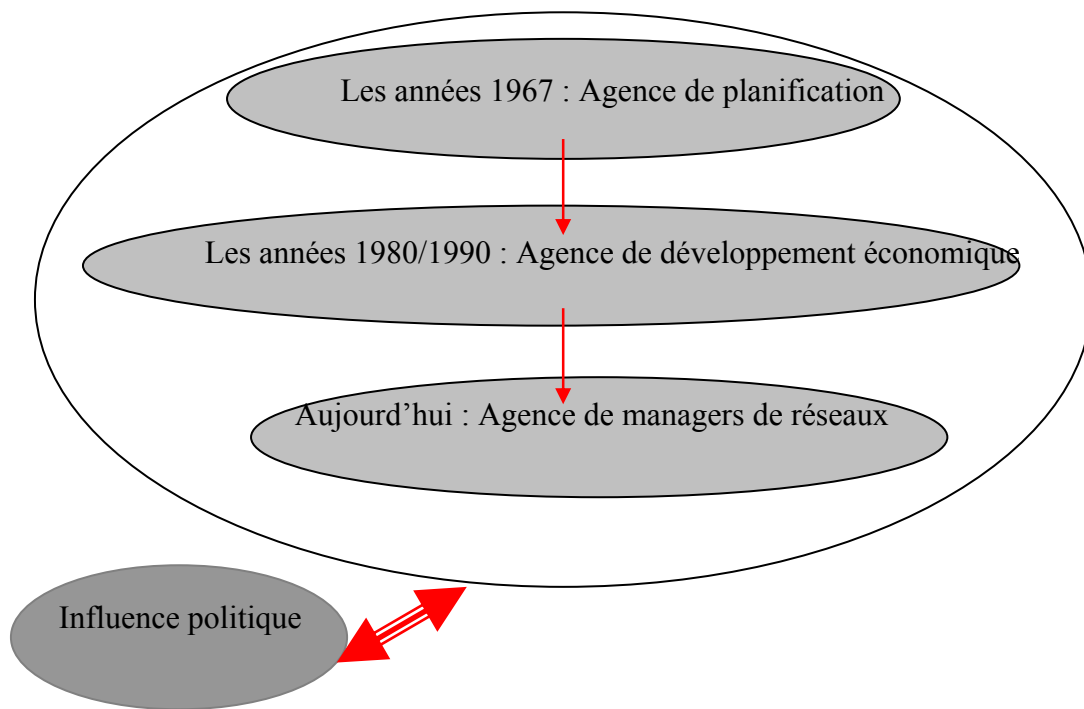 Les années 1967 : Agence de planification
Les années 1980/1990 : Agence de développement économique
Aujourd’hui : Agence de managers de réseaux
Influence politique